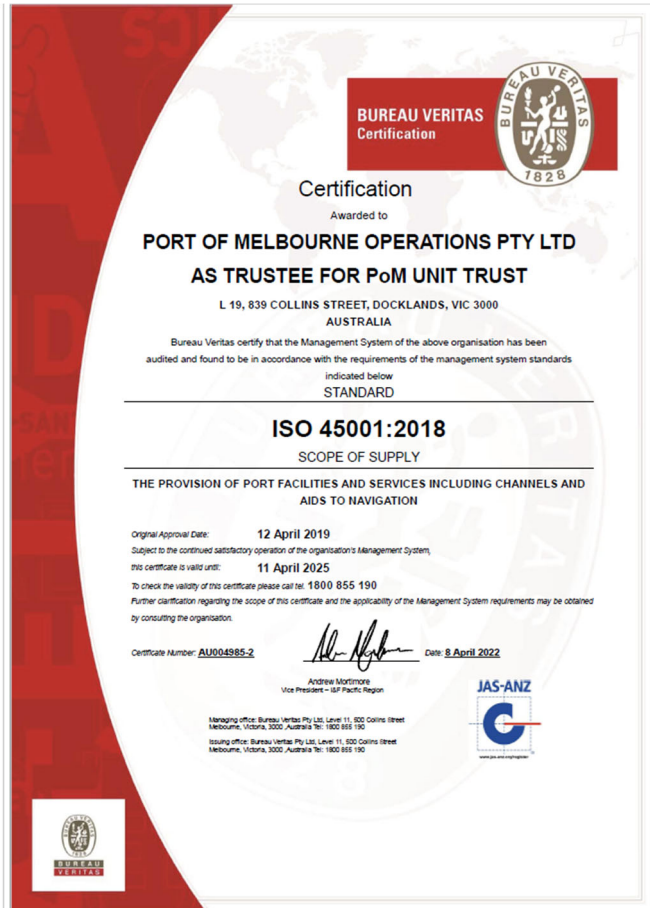 BUREAU VERITAS
Certification
BUREAU VERITAS
1828
Certification
Awarded to
PORT OF MELBOURNE OPERATIONS PTY LTD
AS TRUSTEE FOR PoM UNIT TRUST
L 19, 839 COLLINS STREET, DOCKLANDS, VIC 3000
AUSTRALIA
Bureau Veritas certify that the Management System of the above organisation has been
audited and found to be in accordance with the requirements of the management system standards
indicated below
STANDARD
ISO 45001:2018
SCOPE OF SUPPLY
THE PROVISION OF PORT FACILITIES AND SERVICES INCLUDING CHANNELS AND
AIDS TO NAVIGATION
Original Approval Date: 12 April 2019
Subject to the continued satisfactory operation of the organisation's Management System,
this certificate is valid until: 11 April 2025
To check the validity of this certificate please call tel. 1800 855 190
Further clarification regarding the scope of this certificate and the applicability of the Management System requirements may be obtained
by consulting the organisation.
Certificate Number: AU004985-2 Date: 8 April 2022
Andrew Mortimore
Vice President – I&F Pacific Region
JAS-ANZ
Managing office: Bureau Veritas Pty Ltd, Level 11, 500 Collins Street
Melbourne, Victoria, 3000 ,Australia Tel: 1800 855 190
Issuing office: Bureau Veritas Pty Ltd, Level 11, 500 Collins Street
Melbourne, Victoria, 3000 ,Australia Tel: 1800 855 190
www.jas-anz.org/register
BUREAU
VERITAS